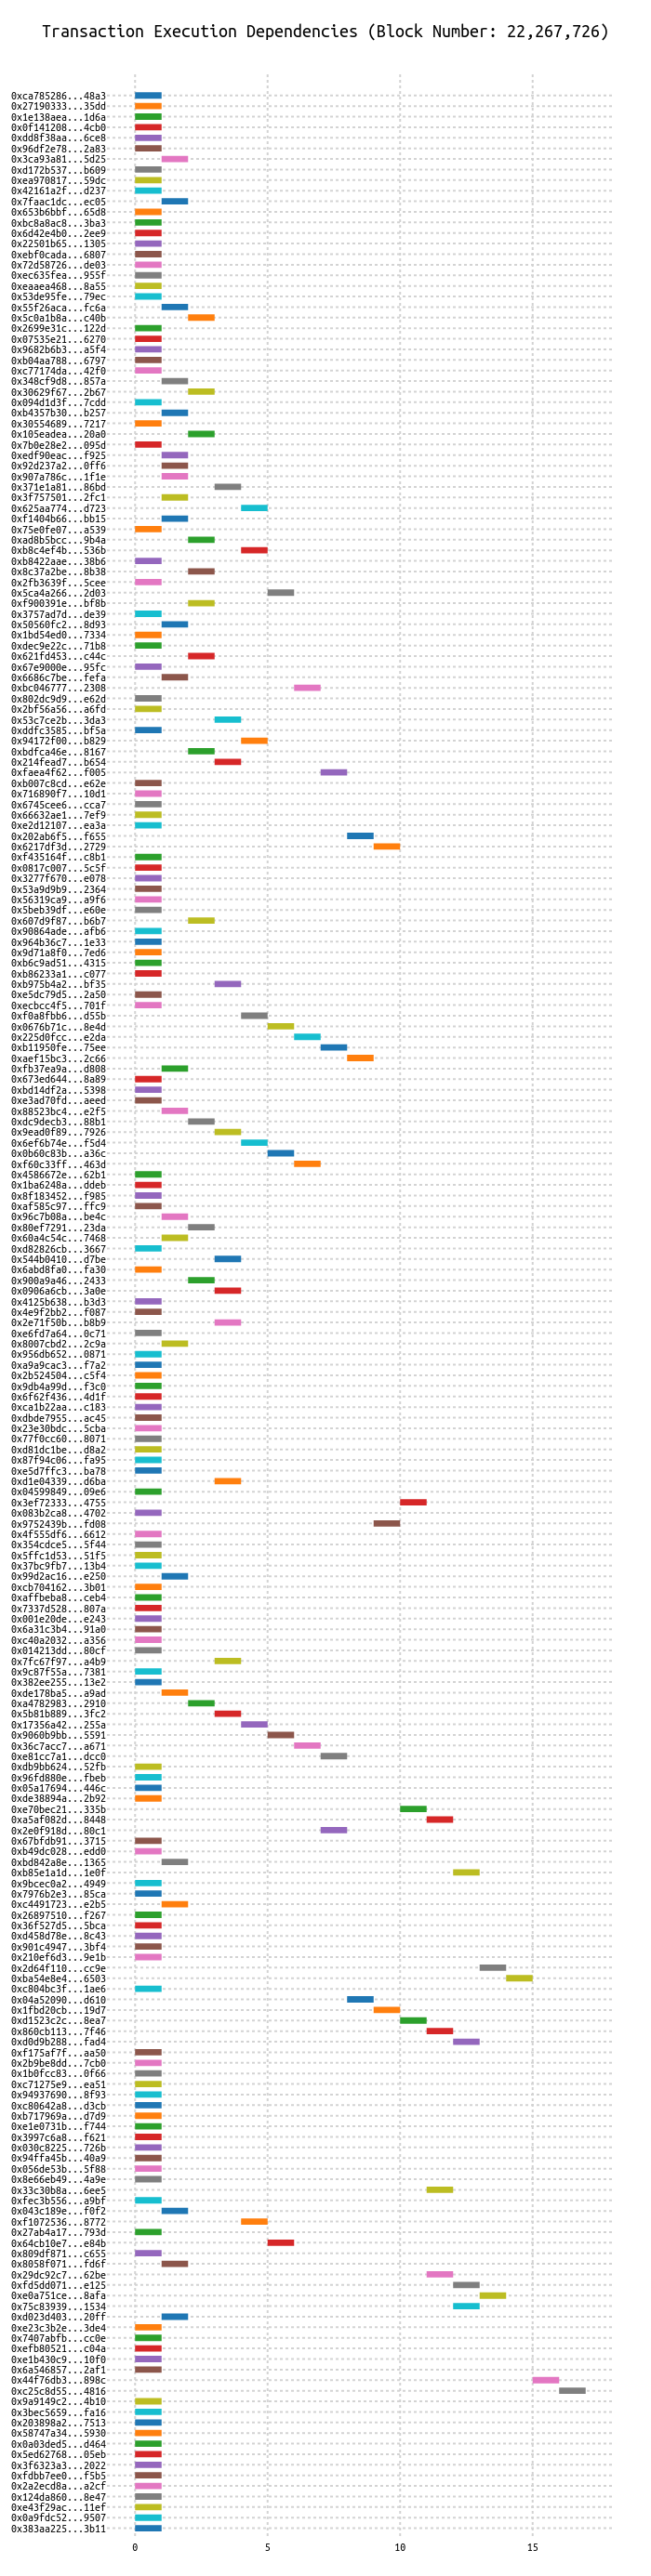 Transaction Execution Dependencies (Block Number: 22,267,726)
0xca785286...48a3
0x27190333...35dd
0x1e138aea...1d6a
0x0f141208...4cb0
0xdd8f38aa...6ce8
0x96df2e78...2a83
0x3ca93a81...5d25
0xd172b537...b609
0xea970817...59dc
0x42161a2f...d237
0x7faac1dc...ec05
0x653b6bbf...65d8
0xbc8a8ac8...3ba3
0x6d42e4b0...2ee9
0x22501b65...1305
0xebf0cada...6807
0x72d58726...de03
0xec635fea...955f
0xeaaea468...8a55
0x53de95fe...79ec
0x55f26aca...fc6a
0x5c0a1b8a...c40b
0x2699e31c...122d
0x07535e21...6270
0x9682b6b3...a5f4
0xb04aa788...6797
0xc77174da...42f0
0x348cf9d8...857a
0x30629f67...2b67
0x094d1d3f...7cdd
0xb4357b30...b257
0x30554689...7217
0x105eadea...20a0
0x7b0e28e2...095d
0xedf90eac...f925
0x92d237a2...0ff6
0x907a786c...1f1e
0x371e1a81...86bd
0x3f757501...2fc1
0x625aa774...d723
0xf1404b66...bb15
0x75e0fe07...a539
0xad8b5bcc...9b4a
0xb8c4ef4b...536b
0xb8422aae...38b6
0x8c37a2be...8b38
0x2fb3639f...5cee
0x5ca4a266...2d03
0xf900391e...bf8b
0x3757ad7d...de39
0x50560fc2...8d93
0x1bd54ed0...7334
0xdec9e22c...71b8
0x621fd453...c44c
0x67e9000e...95fc
0x6686c7be...fefa
0xbc046777...2308
0x802dc9d9...e62d
0x2bf56a56...a6fd
0x53c7ce2b...3da3
0xddfc3585...bf5a
0x94172f00...b829
0xbdfca46e...8167
0x214fead7...b654
0xfaea4f62...f005
0xb007c8cd...e62e
0x716890f7...10d1
0x6745cee6...cca7
0x66632ae1...7ef9
0xe2d12107...ea3a
0x202ab6f5...f655
0x6217df3d...2729
0xf435164f...c8b1
0x0817c007...5c5f
0x3277f670...e078
0x53a9d9b9...2364
0x56319ca9...a9f6
0x5beb39df...e60e
0x607d9f87...b6b7
0x90864ade...afb6
0x964b36c7...1e33
0x9d71a8f0...7ed6
0xb6c9ad51...4315
0xb86233a1...c077
0xb975b4a2...bf35
0xe5dc79d5...2a50
0xecbcc4f5...701f
0xf0a8fbb6...d55b
0x0676b71c...8e4d
0x225d0fcc...e2da
0xb11950fe...75ee
0xaef15bc3...2c66
0xfb37ea9a...d808
0x673ed644...8a89
0xbd14df2a...5398
0xe3ad70fd...aeed
0x88523bc4...e2f5
0xdc9decb3...88b1
0x9ead0f89...7926
0x6ef6b74e...f5d4
0x0b60c83b...a36c
0xf60c33ff...463d
0x4586672e...62b1
0x1ba6248a...ddeb
0x8f183452...f985
0xaf585c97...ffc9
0x96c7b08a...be4c
0x80ef7291...23da
0x60a4c54c...7468
0xd82826cb...3667
0x544b0410...d7be
0x6abd8fa0...fa30
0x900a9a46...2433
0x0906a6cb...3a0e
0x4125b638...b3d3
0x4e9f2bb2...f087
0x2e71f50b...b8b9
0xe6fd7a64...0c71
0x8007cbd2...2c9a
0x956db652...0871
0xa9a9cac3...f7a2
0x2b524504...c5f4
0x9db4a99d...f3c0
0x6f62f436...4d1f
0xca1b22aa...c183
0xdbde7955...ac45
0x23e30bdc...5cba
0x77f0cc60...8071
0xd81dc1be...d8a2
0x87f94c06...fa95
0xe5d7ffc3...ba78
0xd1e04339...d6ba
0x04599849...09e6
0x3ef72333...4755
0x083b2ca8...4702
0x9752439b...fd08
0x4f555df6...6612
0x354cdce5...5f44
0x5ffc1d53...51f5
0x37bc9fb7...13b4
0x99d2ac16...e250
0xcb704162...3b01
0xaffbeba8...ceb4
0x7337d528...807a
0x001e20de...e243
0x6a31c3b4...91a0
0xc40a2032...a356
0x014213dd...80cf
0x7fc67f97...a4b9
0x9c87f55a...7381
0x382ee255...13e2
0xde178ba5...a9ad
0xa4782983...2910
0x5b81b889...3fc2
0x17356a42...255a
0x9060b9bb...5591
0x36c7acc7...a671
0xe81cc7a1...dcc0
0xdb9bb624...52fb
0x96fd880e...fbeb
0x05a17694...446c
0xde38894a...2b92
0xe70bec21...335b
0xa5af082d...8448
0x2e0f918d...80c1
0x67bfdb91...3715
0xb49dc028...edd0
0xbd842a8e...1365
0xb85e1a1d...1e0f
0x9bcec0a2...4949
0x7976b2e3...85ca
0xc4491723...e2b5
0x26897510...f267
0x36f527d5...5bca
0xd458d78e...8c43
0x901c4947...3bf4
0x210ef6d3...9e1b
0x2d64f110...cc9e
0xba54e8e4...6503
0xc804bc3f...1ae6
0x04a52090...d610
0x1fbd20cb...19d7
0xd1523c2c...8ea7
0x860cb113...7f46
0xd0d9b288...fad4
0xf175af7f...aa50
0x2b9be8dd...7cb0
0x1b0fcc83...0f66
0xc71275e9...ea51
0x94937690...8f93
0xc80642a8...d3cb
0xb717969a...d7d9
0xe1e0731b...f744
0x3997c6a8...f621
0x030c8225...726b
0x94ffa45b...40a9
0x056de53b...5f88
0x8e66eb49...4a9e
0x33c30b8a...6ee5
0xfec3b556...a9bf
0x043c189e...f0f2
0xf1072536...8772
0x27ab4a17...793d
0x64cb10e7...e84b
0x809df871...c655
0x8058f071...fd6f
0x29dc92c7...62be
0xfd5dd071...e125
0xe0a751ce...8afa
0x75c83939...1534
0xd023d403...20ff
0xe23c3b2e...3de4
0x7407abfb...cc0e
0xefb80521...c04a
0xe1b430c9...10f0
0x6a546857...2af1
0x44f76db3...898c
0xc25c8d55...4816
0x9a9149c2...4b10
0x3bec5659...fa16
0x203898a2...7513
0x58747a34...5930
0x0a03ded5...d464
0x5ed62768...05eb
0x3f6323a3...2022
0xfdbb7ee0...f5b5
0x2a2ecd8a...a2cf
0x124da860...8e47
0xe43f29ac...11ef
0x0a9fdc52...9507
0x383aa225...3b11
0 5 10 15